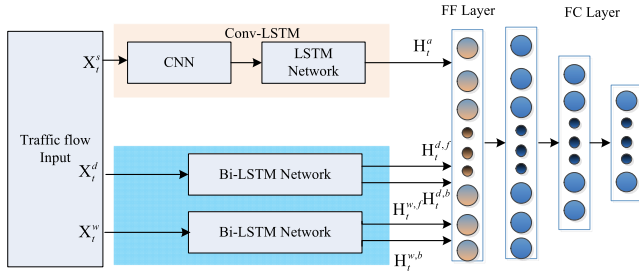 FF Layer
FC Layer
Conv-LSTM
X_t^s
CNN
LSTM
Network
H_t^a
Traffic flow
Input
X_t^d
Bi-LSTM Network
H_t^{d,f}
H_t^{d,b}
X_t^w
Bi-LSTM Network
H_t^{w,f}
H_t^{w,b}